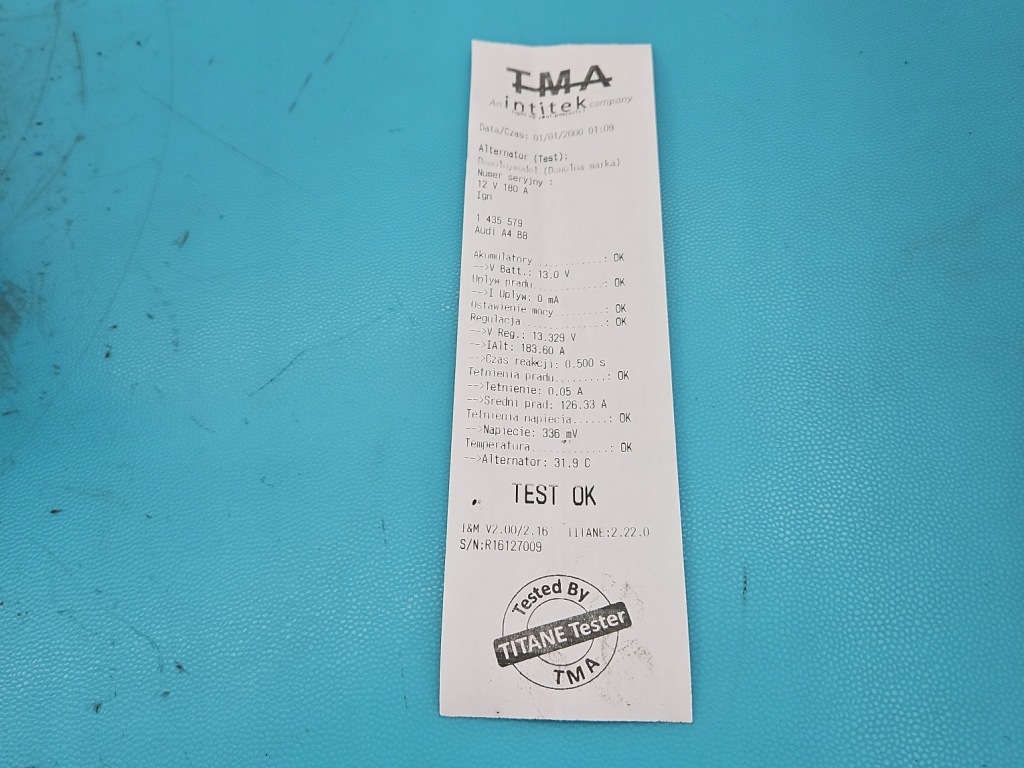 TMA
An intitek company
Data/Czas: 01/01/2000 01:09
Alternator (Test):
(Dowolna marka)
Numer seryjny :
12 V 180 A
Ign
1 435 579
Audi A4 B8
Akumulatory............: OK
-->V Batt.: 13.0 V
Uplyw pradu............: OK
-->I Uplyw: 0 mA
Ustawienie mocy........: OK
Regulacja..............: OK
-->V Reg.: 13.329 V
-->IAlt: 183.60 A
-->Czas reakcji: 0.500 s
Tetnienia pradu........: OK
-->Tetnienie: 0.05 A
-->Sredni prad: 126.33 A
Tetnienia napiecia.....: OK
-->Napiecie: 336 mV
Temperatura............: OK
-->Alternator: 31.9 C
TEST OK
I&M V2.00/2.16 TITANE:2.22.0
S/N:R16127009
Tested By
TITANE Tester
TMA